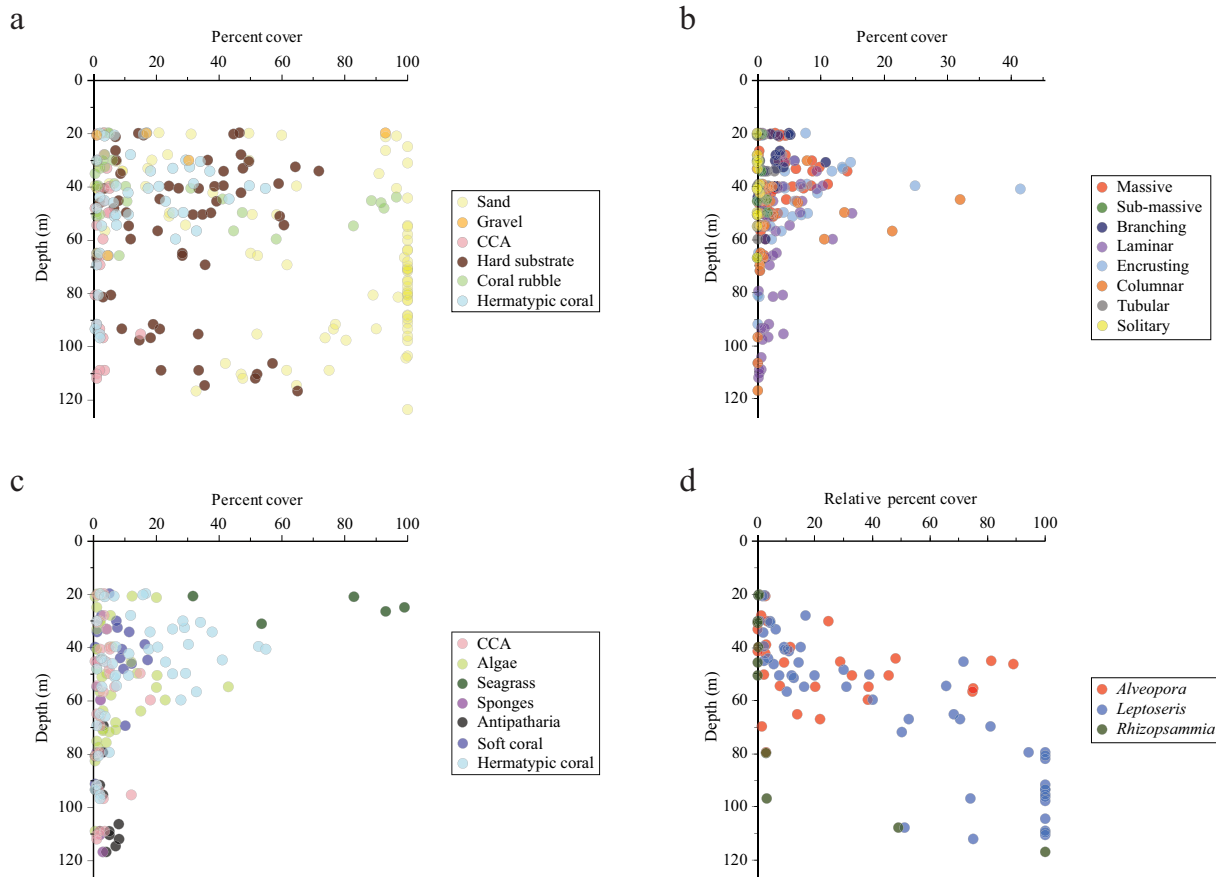 a
Percent cover
0 20 40 60 80 100
0
20
40
60
80
100
120
Depth (m)
Sand
Gravel
CCA
Hard substrate
Coral rubble
Hermatypic coral
b
Percent cover
0 10 20 30 40
0
20
40
60
80
100
120
Depth (m)
Massive
Sub-massive
Branching
Laminar
Encrusting
Columnar
Tubular
Solitary
c
Percent cover
0 20 40 60 80 100
0
20
40
60
80
100
120
Depth (m)
CCA
Algae
Seagrass
Sponges
Antipatharia
Soft coral
Hermatypic coral
d
Relative percent cover
0 20 40 60 80 100
0
20
40
60
80
100
120
Depth (m)
Alveopora
Leptoseris
Rhizopsammia